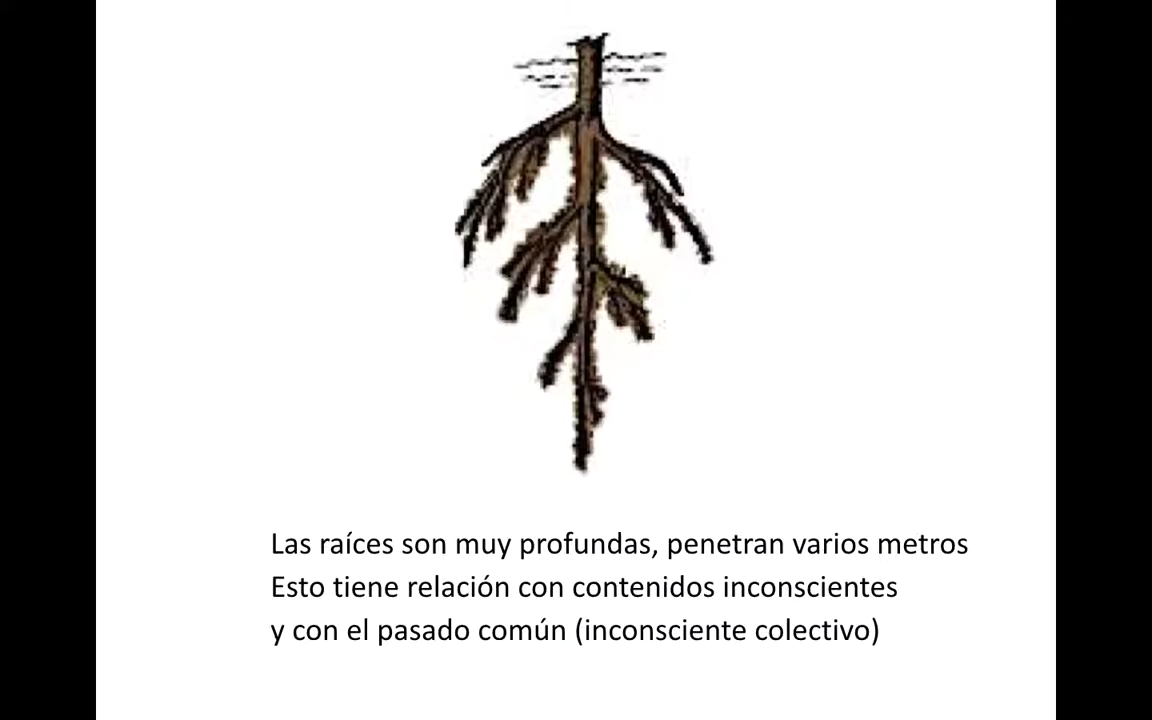 Las raíces son muy profundas, penetran varios metros
Esto tiene relación con contenidos inconscientes
y con el pasado común (inconsciente colectivo)